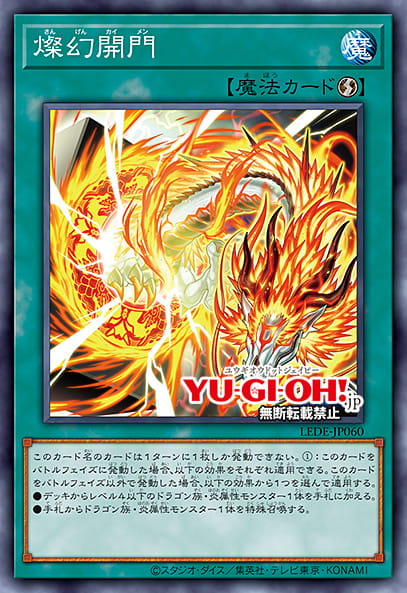 燦幻開門
さん げん カイ メン
魔
【魔法カード】
ユウギオウドットジェイピー
YU-GI-OH!.jp
無断転載禁止
LEDE-JP060
このカード名のカードは1ターンに1枚しか発動できない。①：このカードを
バトルフェイズに発動した場合、以下の効果をそれぞれ適用できる。このカード
をバトルフェイズ以外で発動した場合、以下の効果から1つを選んで適用する。
●デッキからレベル4以下のドラゴン族・炎属性モンスター1体を手札に加える。
●手札からドラゴン族・炎属性モンスター1体を特殊召喚する。
©スタジオ・ダイス／集英社・テレビ東京・KONAMI